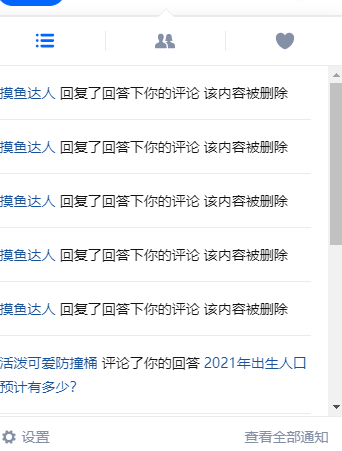 摸鱼达人 回复了回答下你的评论 该内容被删除
摸鱼达人 回复了回答下你的评论 该内容被删除
摸鱼达人 回复了回答下你的评论 该内容被删除
摸鱼达人 回复了回答下你的评论 该内容被删除
摸鱼达人 回复了回答下你的评论 该内容被删除
活泼可爱防撞桶 评论了你的回答 2021年出生人口
预计有多少？
设置 查看全部通知